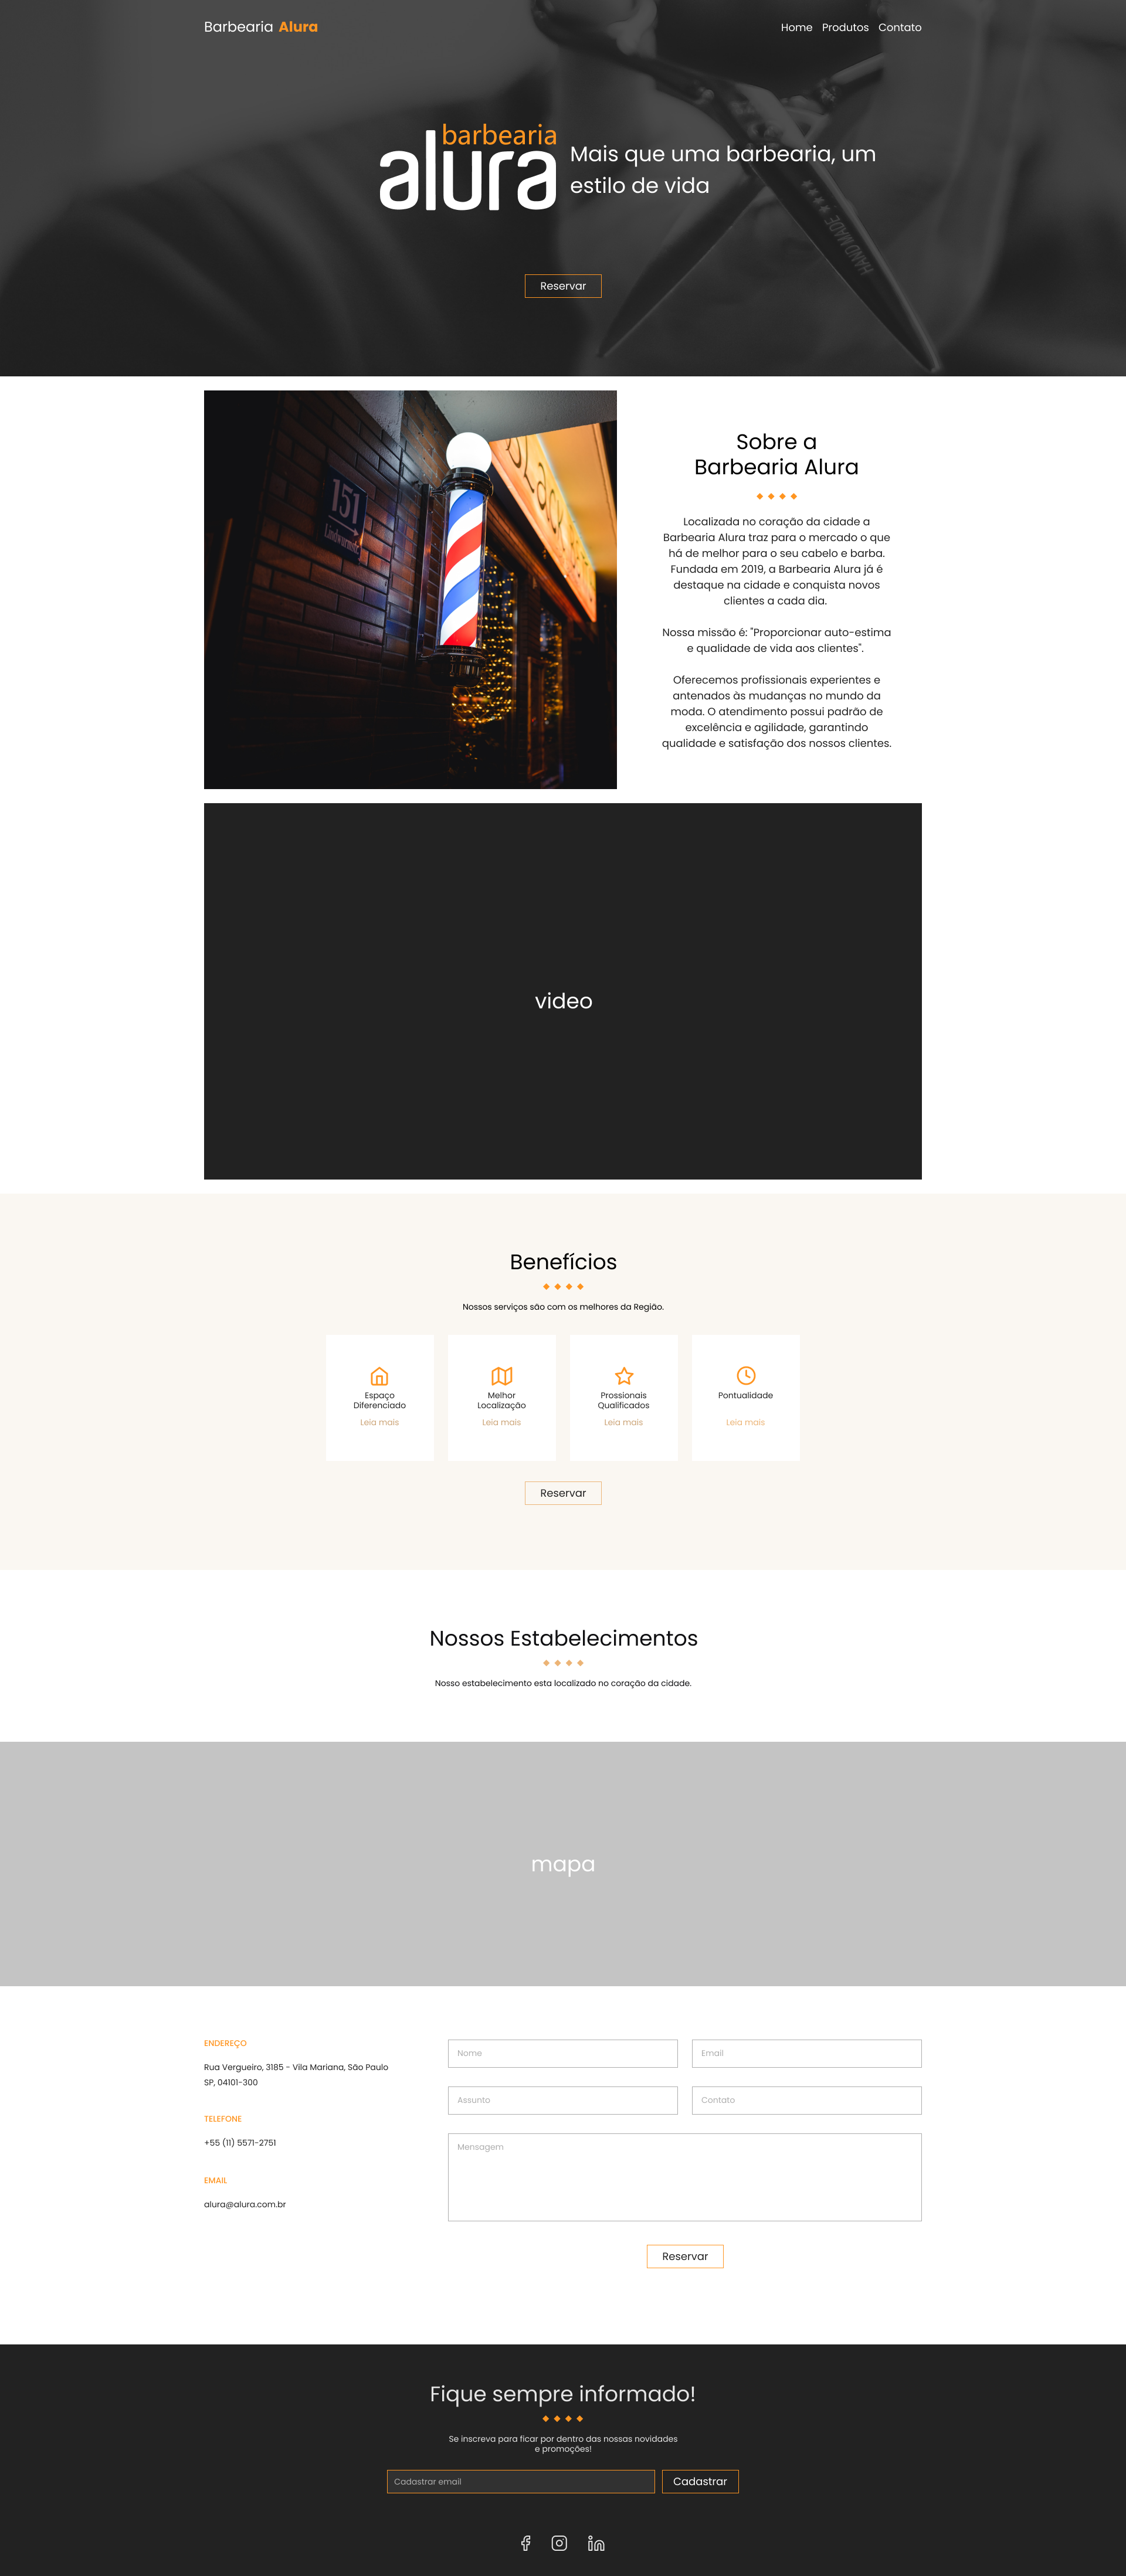 Barbearia Alura
Home Produtos Contato
barbearia
alura
Mais que uma barbearia, um
estilo de vida
HAND MADE
Reservar
151
Sobre a
Barbearia Alura
Localizada no coração da cidade a
Barbearia Alura traz para o mercado o que
há de melhor para o seu cabelo e barba.
Fundada em 2019, a Barbearia Alura já é
destaque na cidade e conquista novos
clientes a cada dia.
Nossa missão é: "Proporcionar auto-estima
e qualidade de vida aos clientes".
Oferecemos profissionais experientes e
antenados às mudanças no mundo da
moda. O atendimento possui padrão de
excelência e agilidade, garantindo
qualidade e satisfação dos nossos clientes.
video
Benefícios
Nossos serviços são com os melhores da Região.
Espaço
Diferenciado
Leia mais
Melhor
Localização
Leia mais
Prossionais
Qualificados
Leia mais
Pontualidade
Leia mais
Reservar
Nossos Estabelecimentos
Nosso estabelecimento esta localizado no coração da cidade.
mapa
ENDEREÇO
Rua Vergueiro, 3185 - Vila Mariana, São Paulo
SP, 04101-300
TELEFONE
+55 (11) 5571-2751
EMAIL
alura@alura.com.br
Nome
Email
Assunto
Contato
Mensagem
Reservar
Fique sempre informado!
Se inscreva para ficar por dentro das nossas novidades
e promoções!
Cadastrar email
Cadastrar